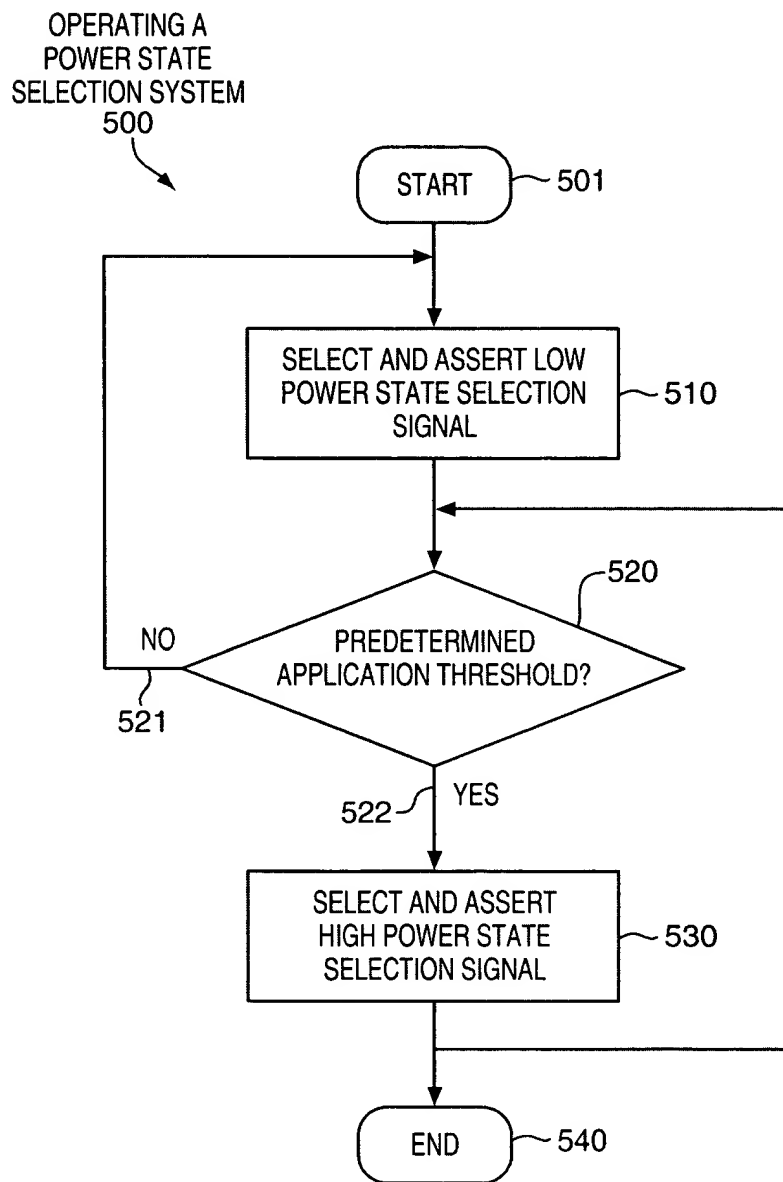 OPERATING A
POWER STATE
SELECTION SYSTEM
500
START
501
SELECT AND ASSERT LOW
POWER STATE SELECTION
SIGNAL
510
520
PREDETERMINED
APPLICATION THRESHOLD?
NO
521
522
YES
SELECT AND ASSERT
HIGH POWER STATE
SELECTION SIGNAL
530
END
540